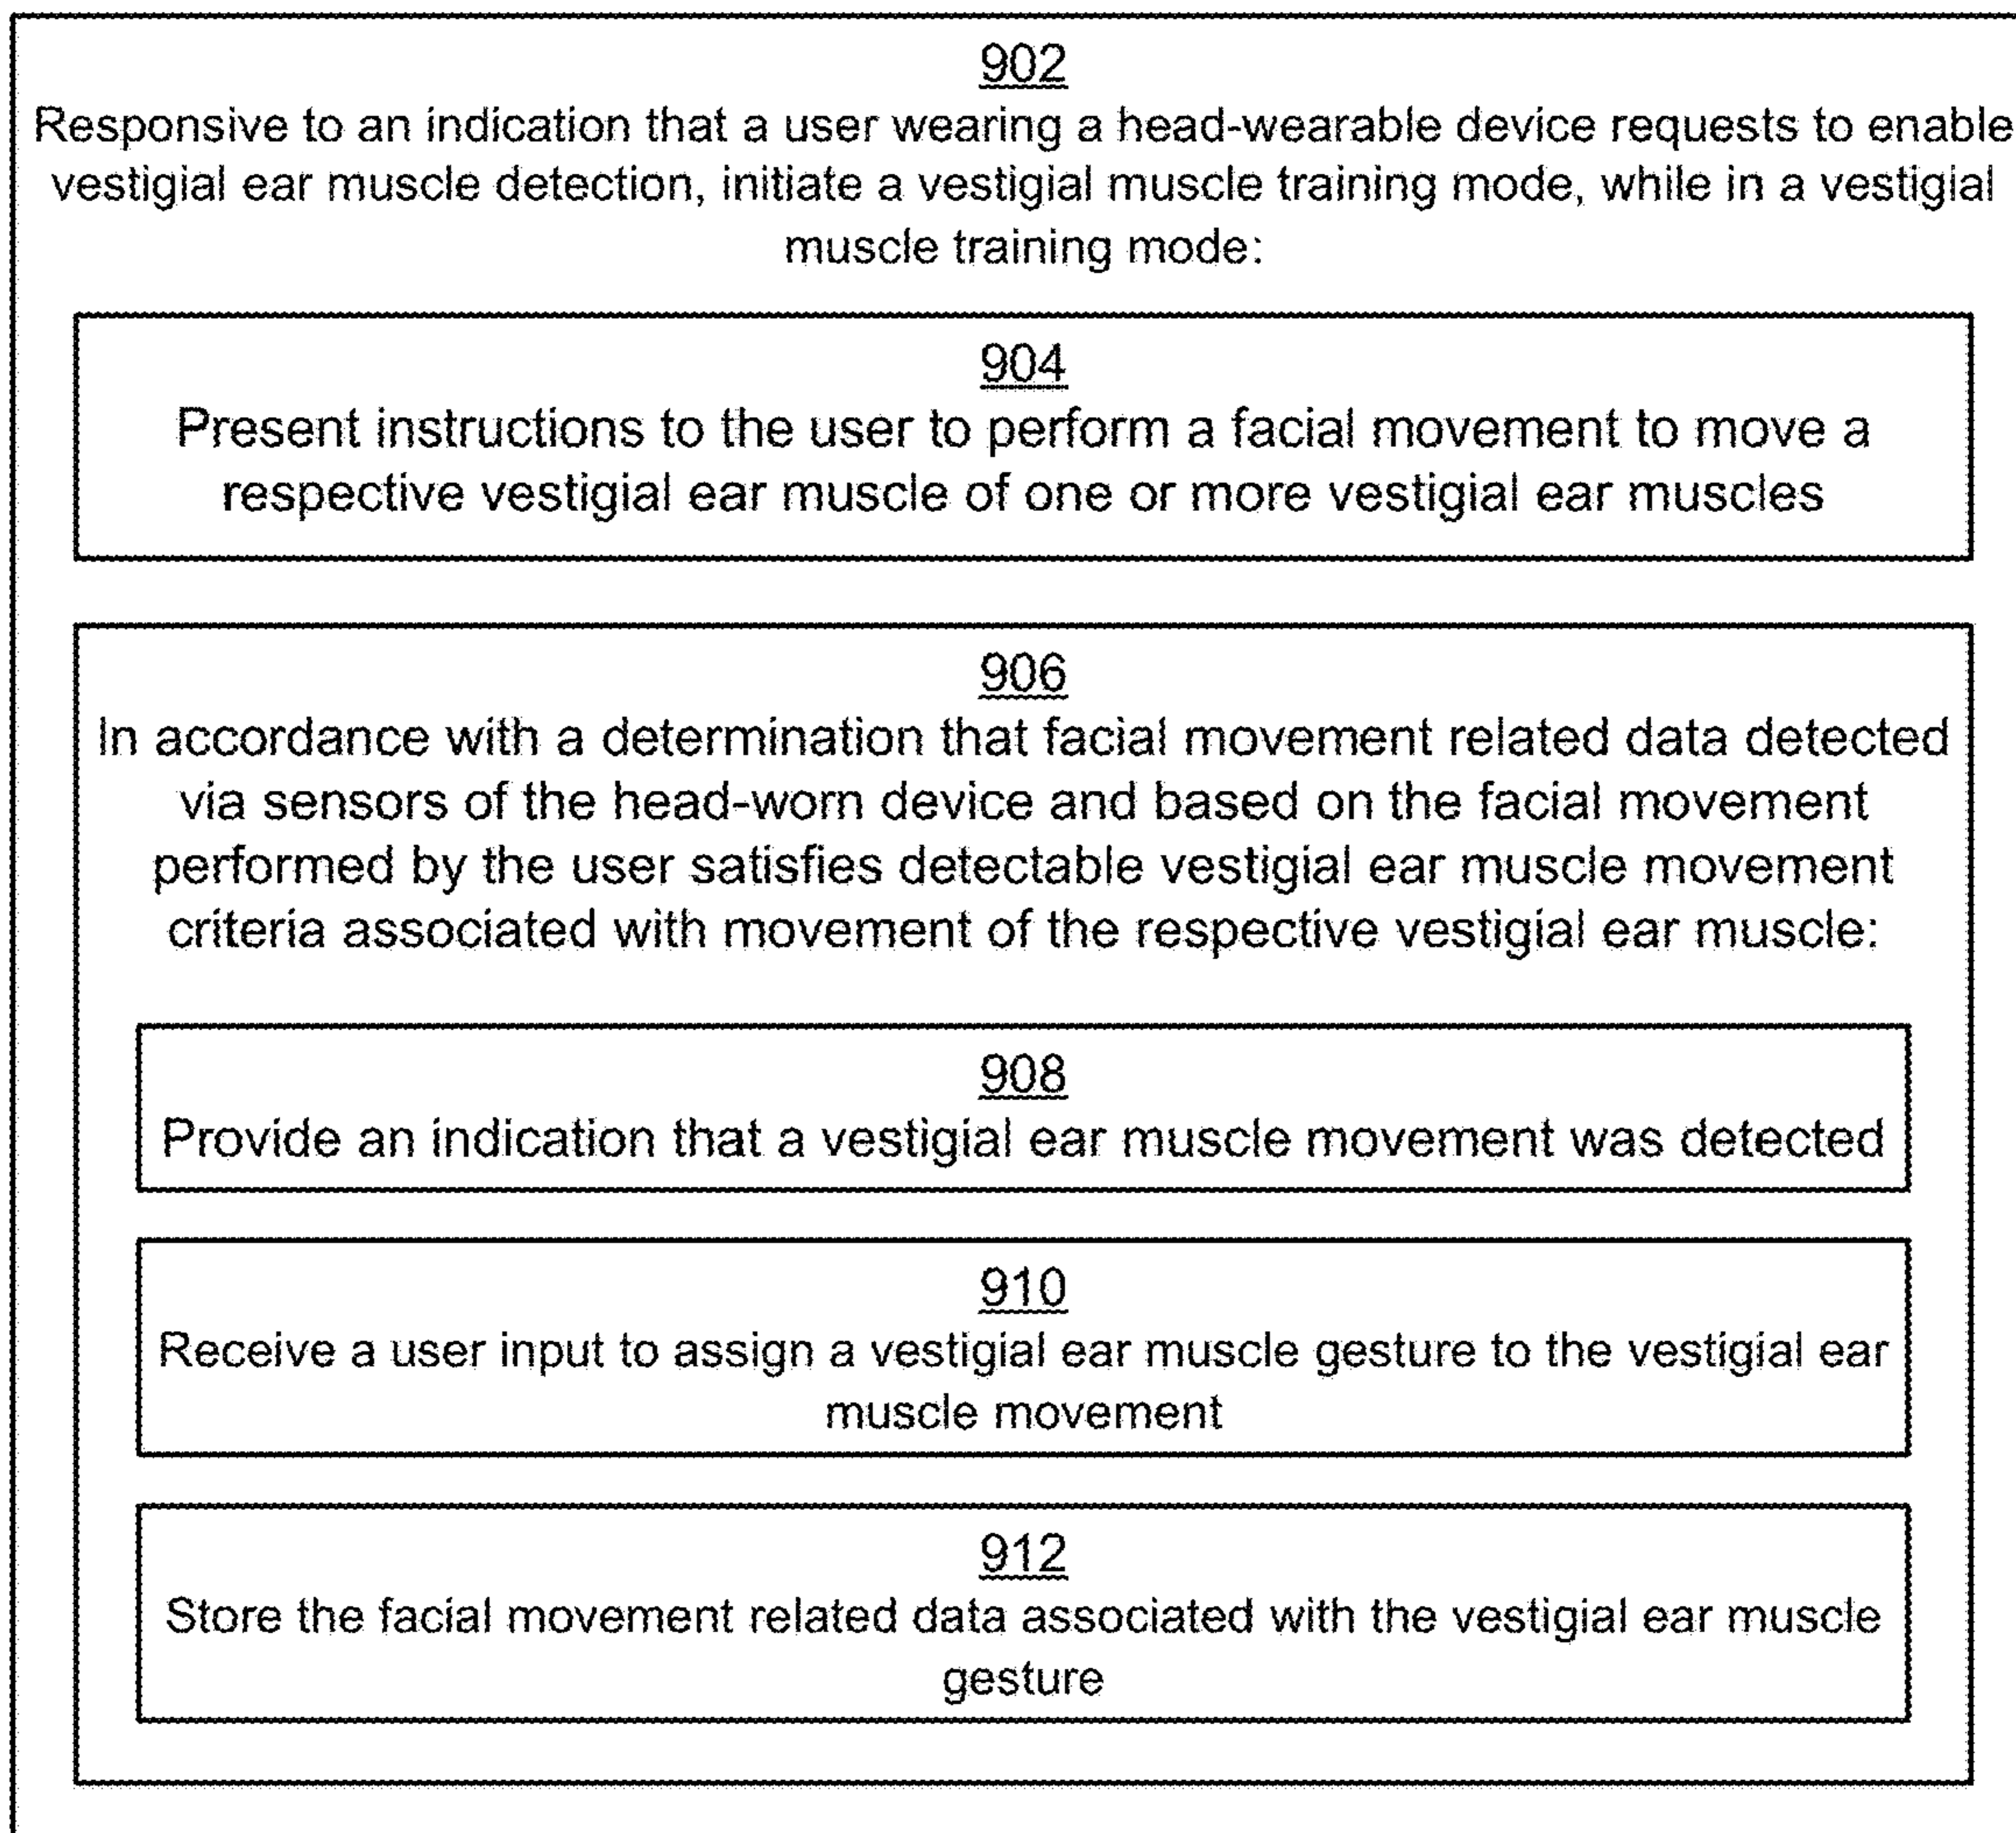 902
Responsive to an indication that a user wearing a head-wearable device requests to enable
vestigial ear muscle detection, initiate a vestigial muscle training mode, while in a vestigial
muscle training mode:
904
Present instructions to the user to perform a facial movement to move a
respective vestigial ear muscle of one or more vestigial ear muscles
906
In accordance with a determination that facial movement related data detected
via sensors of the head-worn device and based on the facial movement
performed by the user satisfies detectable vestigial ear muscle movement
criteria associated with movement of the respective vestigial ear muscle:
908
Provide an indication that a vestigial ear muscle movement was detected
910
Receive a user input to assign a vestigial ear muscle gesture to the vestigial ear
muscle movement
912
Store the facial movement related data associated with the vestigial ear muscle
gesture